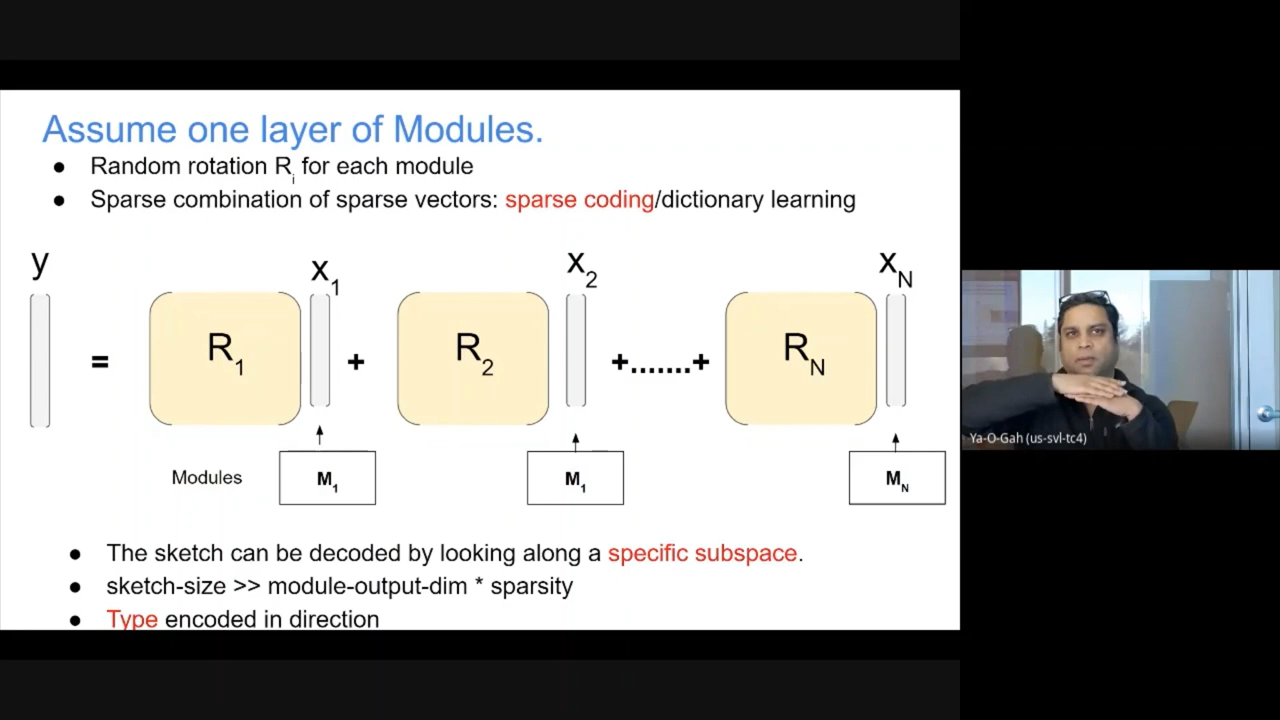 Assume one layer of Modules.
● Random rotation Ri for each module
● Sparse combination of sparse vectors: sparse coding/dictionary learning
y x1 x2 xN
= R1 + R2 +.......+ RN
Modules M1 M1 MN
● The sketch can be decoded by looking along a specific subspace.
● sketch-size >> module-output-dim * sparsity
● Type encoded in direction
Ya-O-Gah (us-svl-tc4)